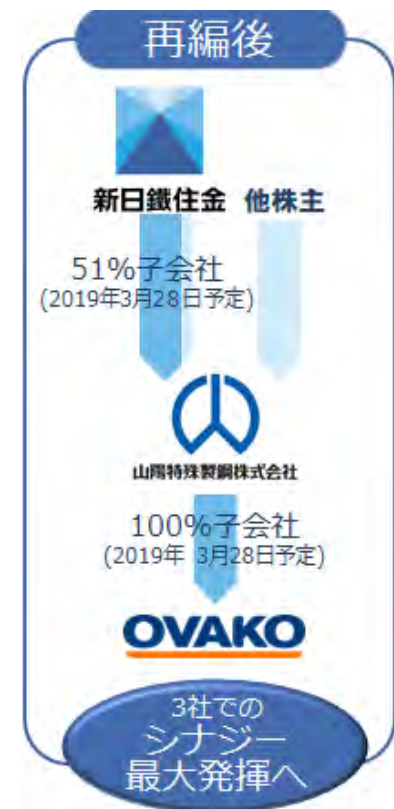 再編後
新日鐵住金 他株主
51%子会社
(2019年3月28日予定)
山陽特殊製鋼株式会社
100%子会社
(2019年 3月28日予定)
OVAKO
3社での
シナジー
最大発揮へ